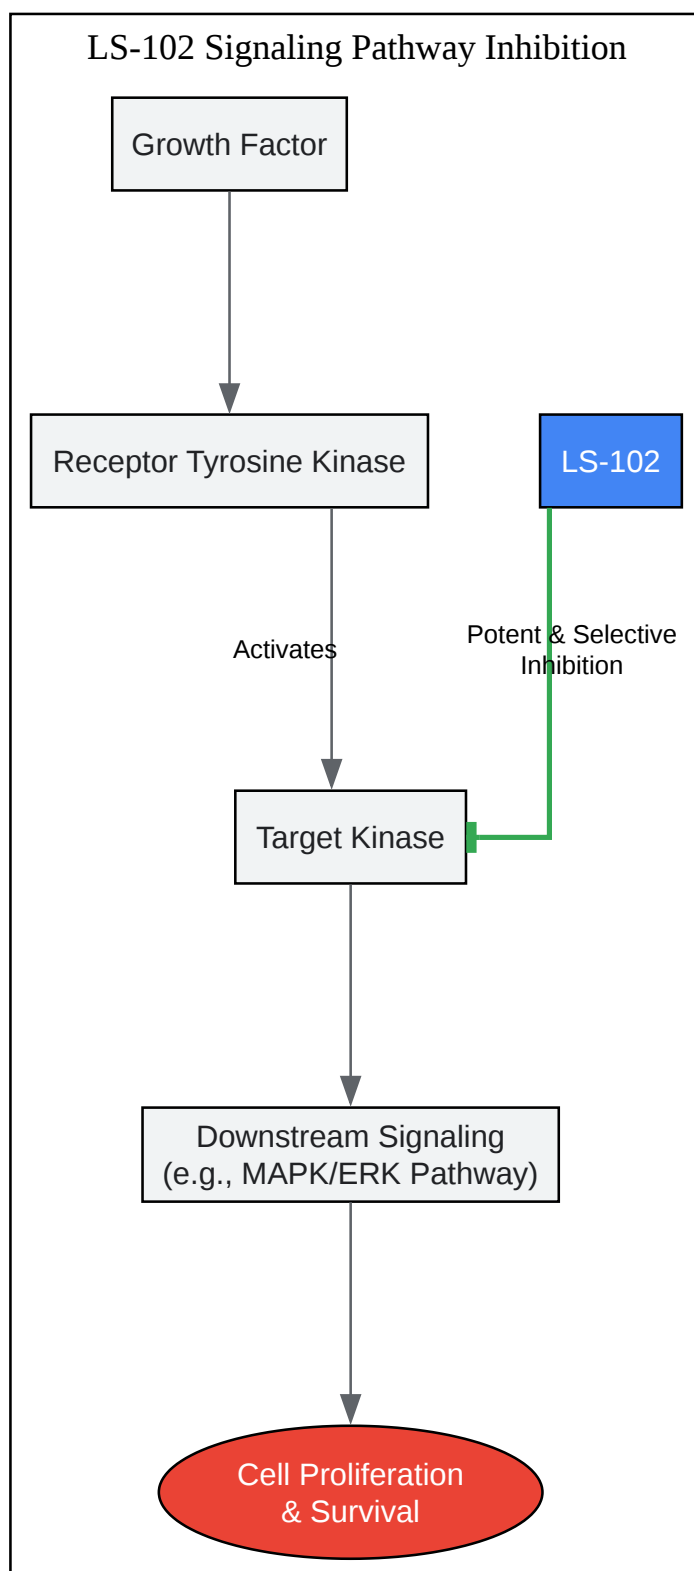 LS-102 Signaling Pathway Inhibition
Growth Factor
Receptor Tyrosine Kinase
LS-102
Activates
Potent & Selective
Inhibition
Target Kinase
Downstream Signaling
(e.g., MAPK/ERK Pathway)
Cell Proliferation
& Survival